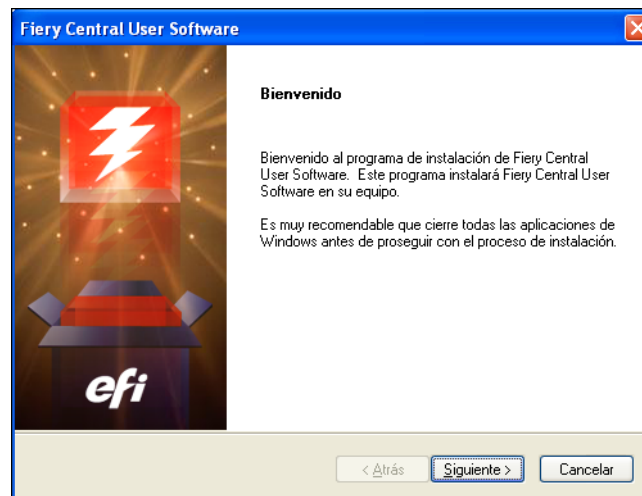 Fiery Central User Software
Bienvenido
Bienvenido al programa de instalación de Fiery Central
User Software. Este programa instalará Fiery Central User
Software en su equipo.
Es muy recomendable que cierre todas las aplicaciones de
Windows antes de proseguir con el proceso de instalación.
efi
< Atrás Siguiente > Cancelar